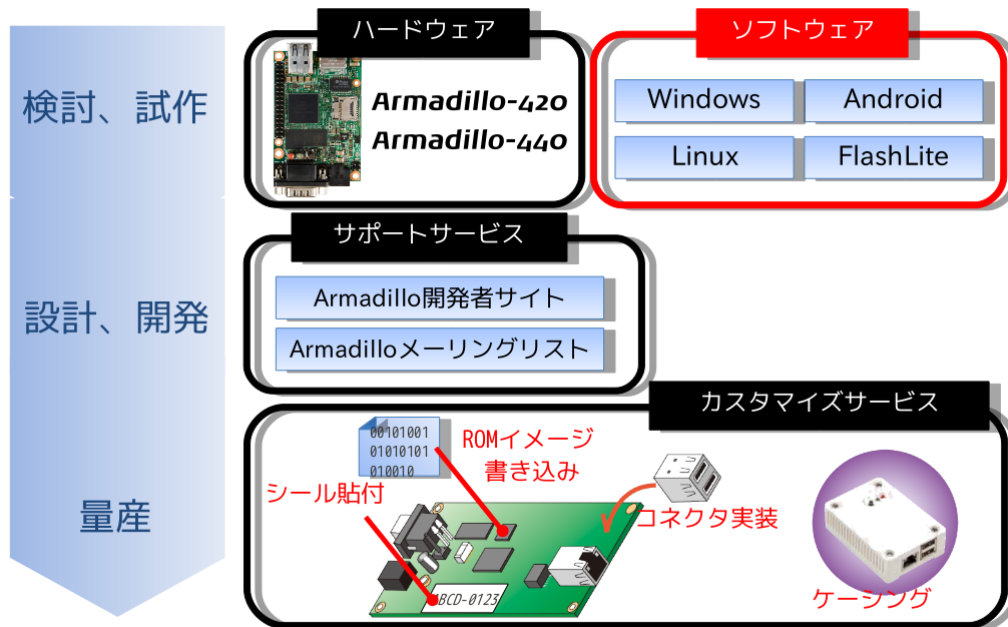 検討、試作
設計、開発
量産
ハードウェア
Armadillo-420
Armadillo-440
ソフトウェア
Windows
Android
Linux
FlashLite
サポートサービス
Armadillo開発者サイト
Armadilloメーリングリスト
カスタマイズサービス
00101001
01010101
010010
ROMイメージ
書き込み
シール貼付
コネクタ実装
ABCD-0123
ケーシング